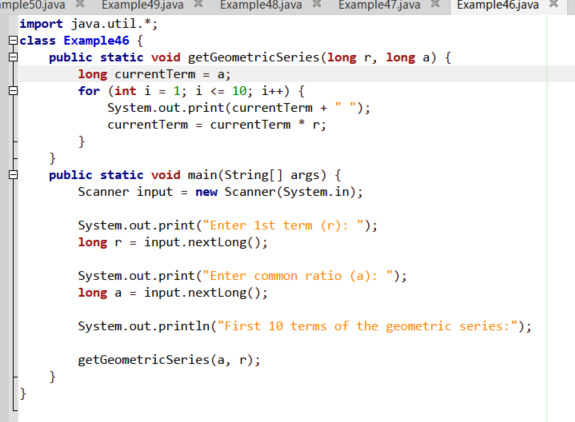 mple50.java Example49.java Example48.java Example47.java Example46.java
import java.util.*;
class Example46 {
    public static void getGeometricSeries(long r, long a) {
        long currentTerm = a;
        for (int i = 1; i <= 10; i++) {
            System.out.print(currentTerm + " ");
            currentTerm = currentTerm * r;
        }
    }
    public static void main(String[] args) {
        Scanner input = new Scanner(System.in);
        System.out.print("Enter 1st term (r): ");
        long r = input.nextLong();
        System.out.print("Enter common ratio (a): ");
        long a = input.nextLong();
        System.out.println("First 10 terms of the geometric series:");
        getGeometricSeries(a, r);
    }
}